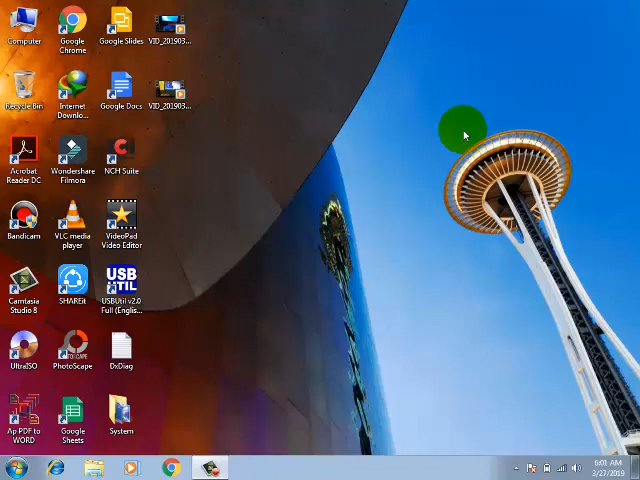 Computer
Google Chrome
Google Slides
VID_201903...
Recycle Bin
Internet Downlo...
Google Docs
VID_201903...
Acrobat Reader DC
Wondershare Filmora
NCH Suite
Bandicam
VLC media player
VideoPad Video Editor
Camtasia Studio 8
SHAREit
USB UTIL
USBUtil v2.0 Full (Englis...
UltraISO
PHOTOSCAPE
PhotoScape
DxDiag
Ap PDF to WORD
Google Sheets
System
6:01 AM
3/27/2019